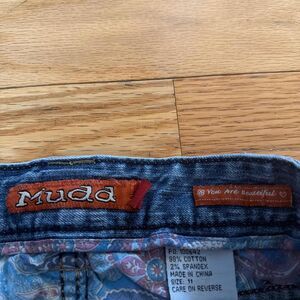 Mudd
You Are Beautiful
98% COTTON
2% SPANDEX
MADE IN CHINA
SIZE: 11
CARE ON REVERSE